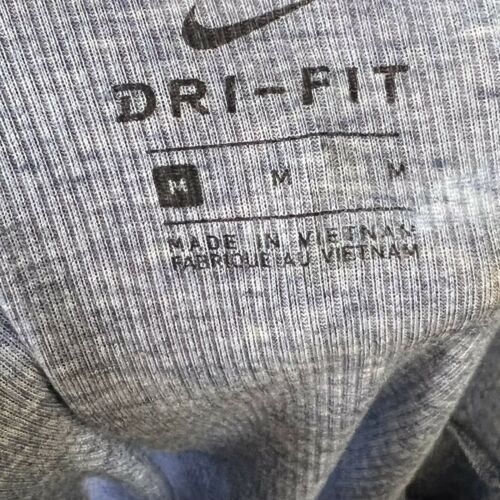 DRI-FIT
M M M
MADE IN VIETNAM
FABRIQUE AU VIETNAM